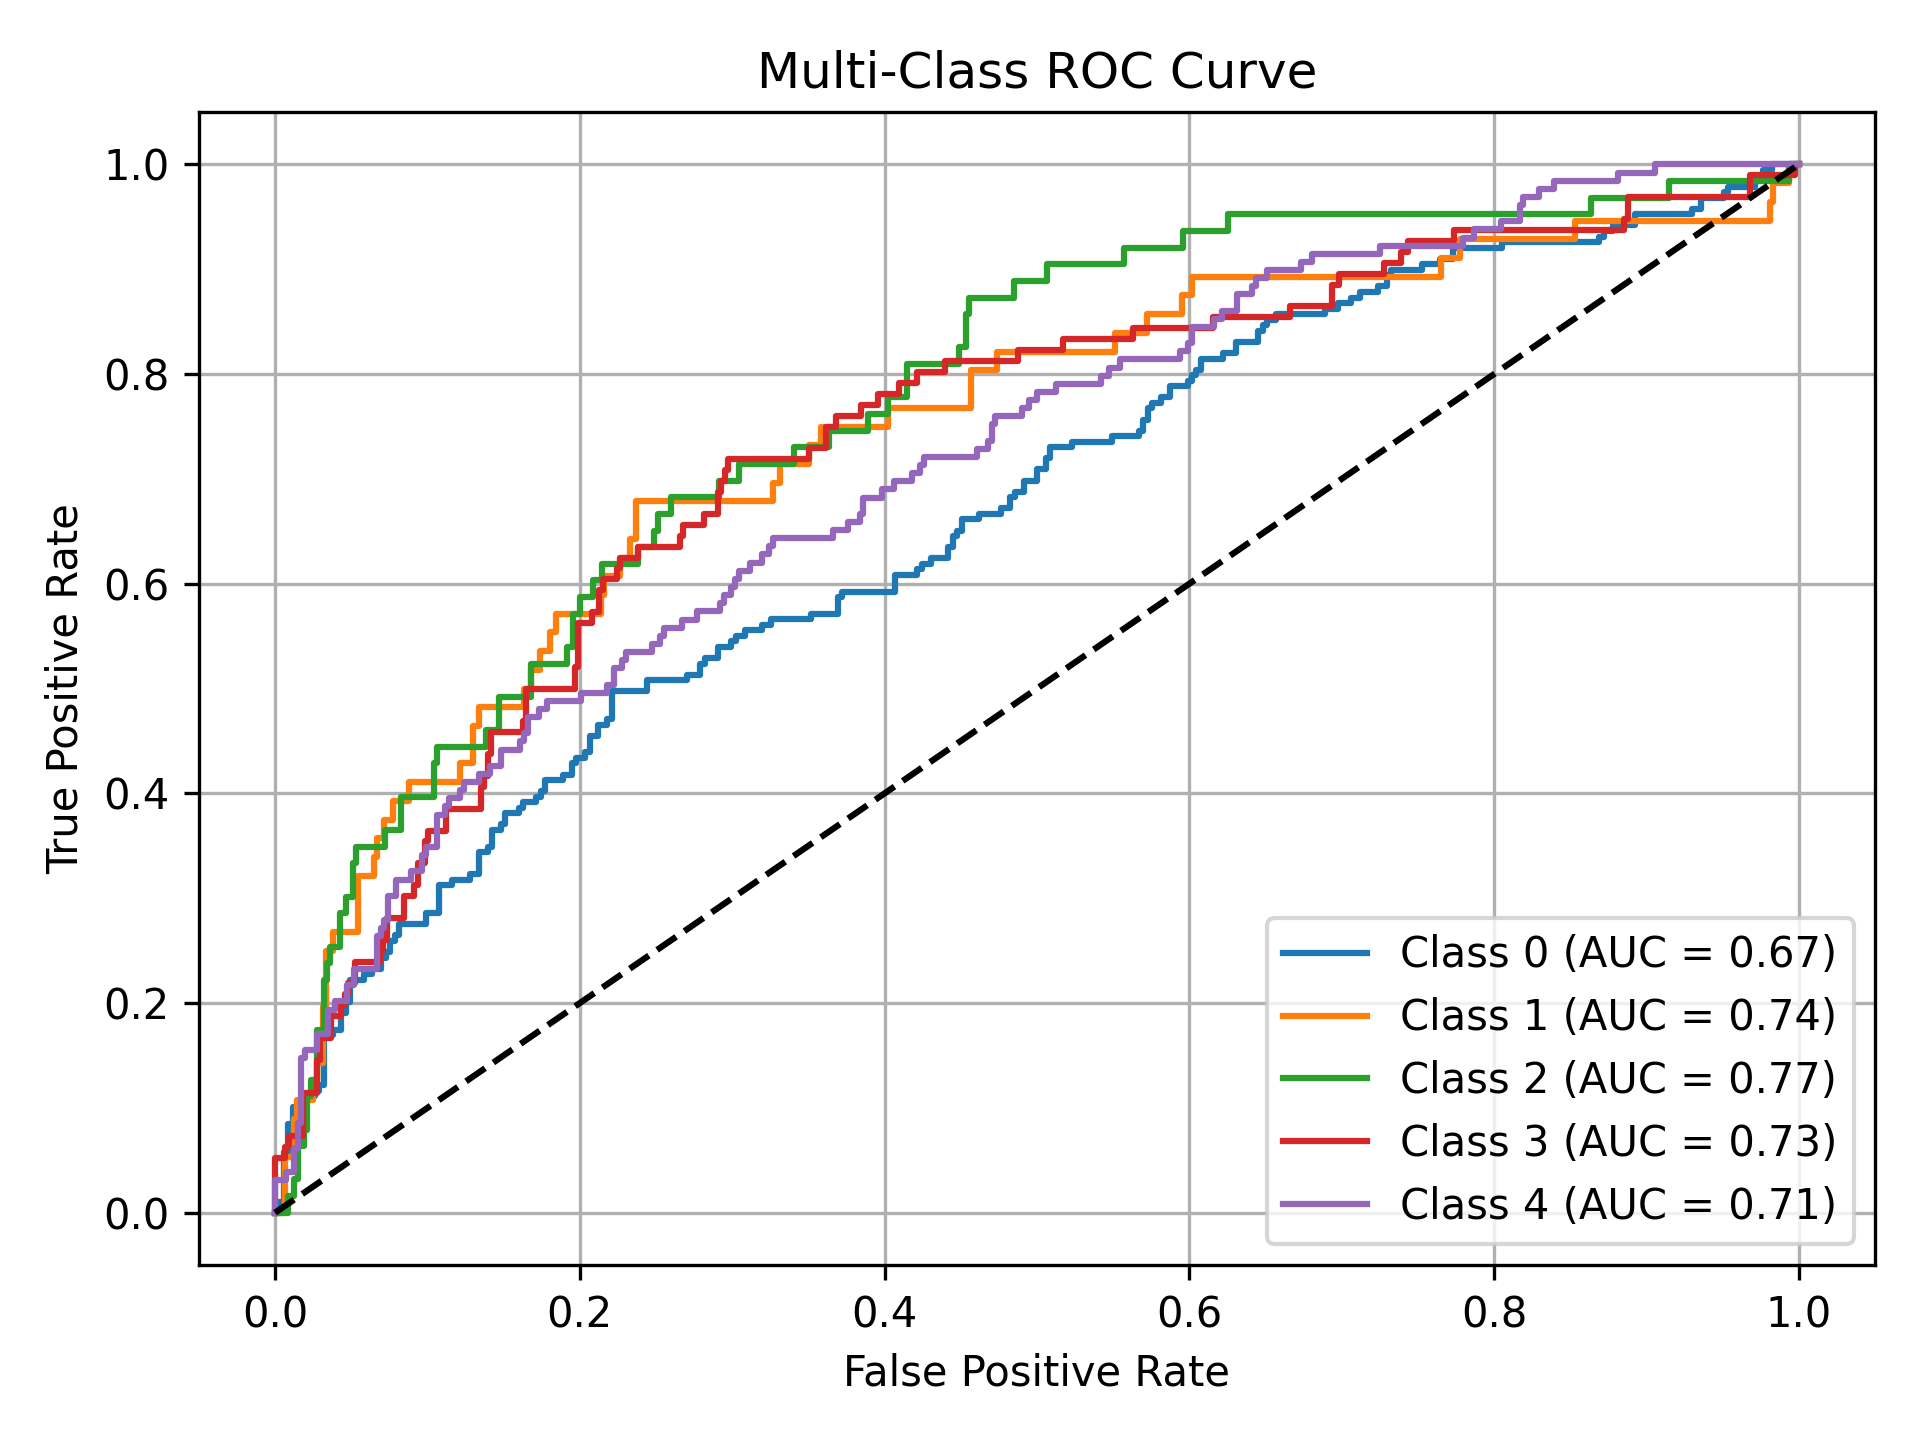 Multi-Class ROC Curve
1.0
0.8
0.6
0.4
0.2
0.0
True Positive Rate
Class 0 (AUC = 0.67)
Class 1 (AUC = 0.74)
Class 2 (AUC = 0.77)
Class 3 (AUC = 0.73)
Class 4 (AUC = 0.71)
0.0 0.2 0.4 0.6 0.8 1.0
False Positive Rate